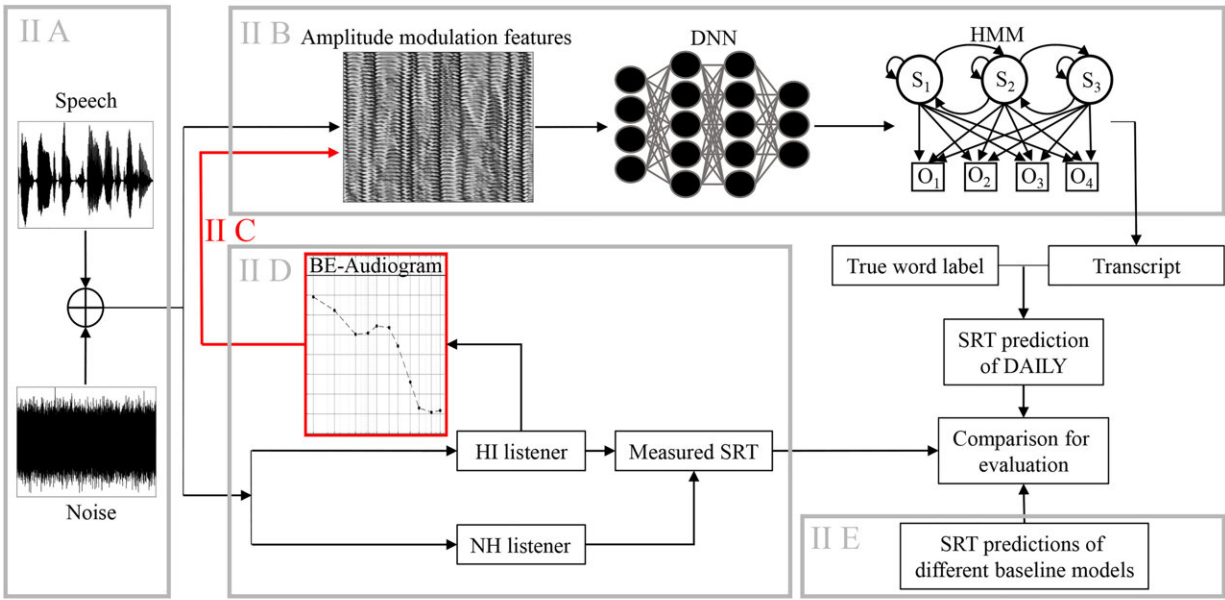 II A
Speech
Noise
II B
Amplitude modulation features
DNN
HMM
S1
S2
S3
O1
O2
O3
O4
II C
II D
BE-Audiogram
HI listener
NH listener
Measured SRT
True word label
Transcript
SRT prediction
of DAILY
Comparison for
evaluation
II E
SRT predictions of
different baseline models